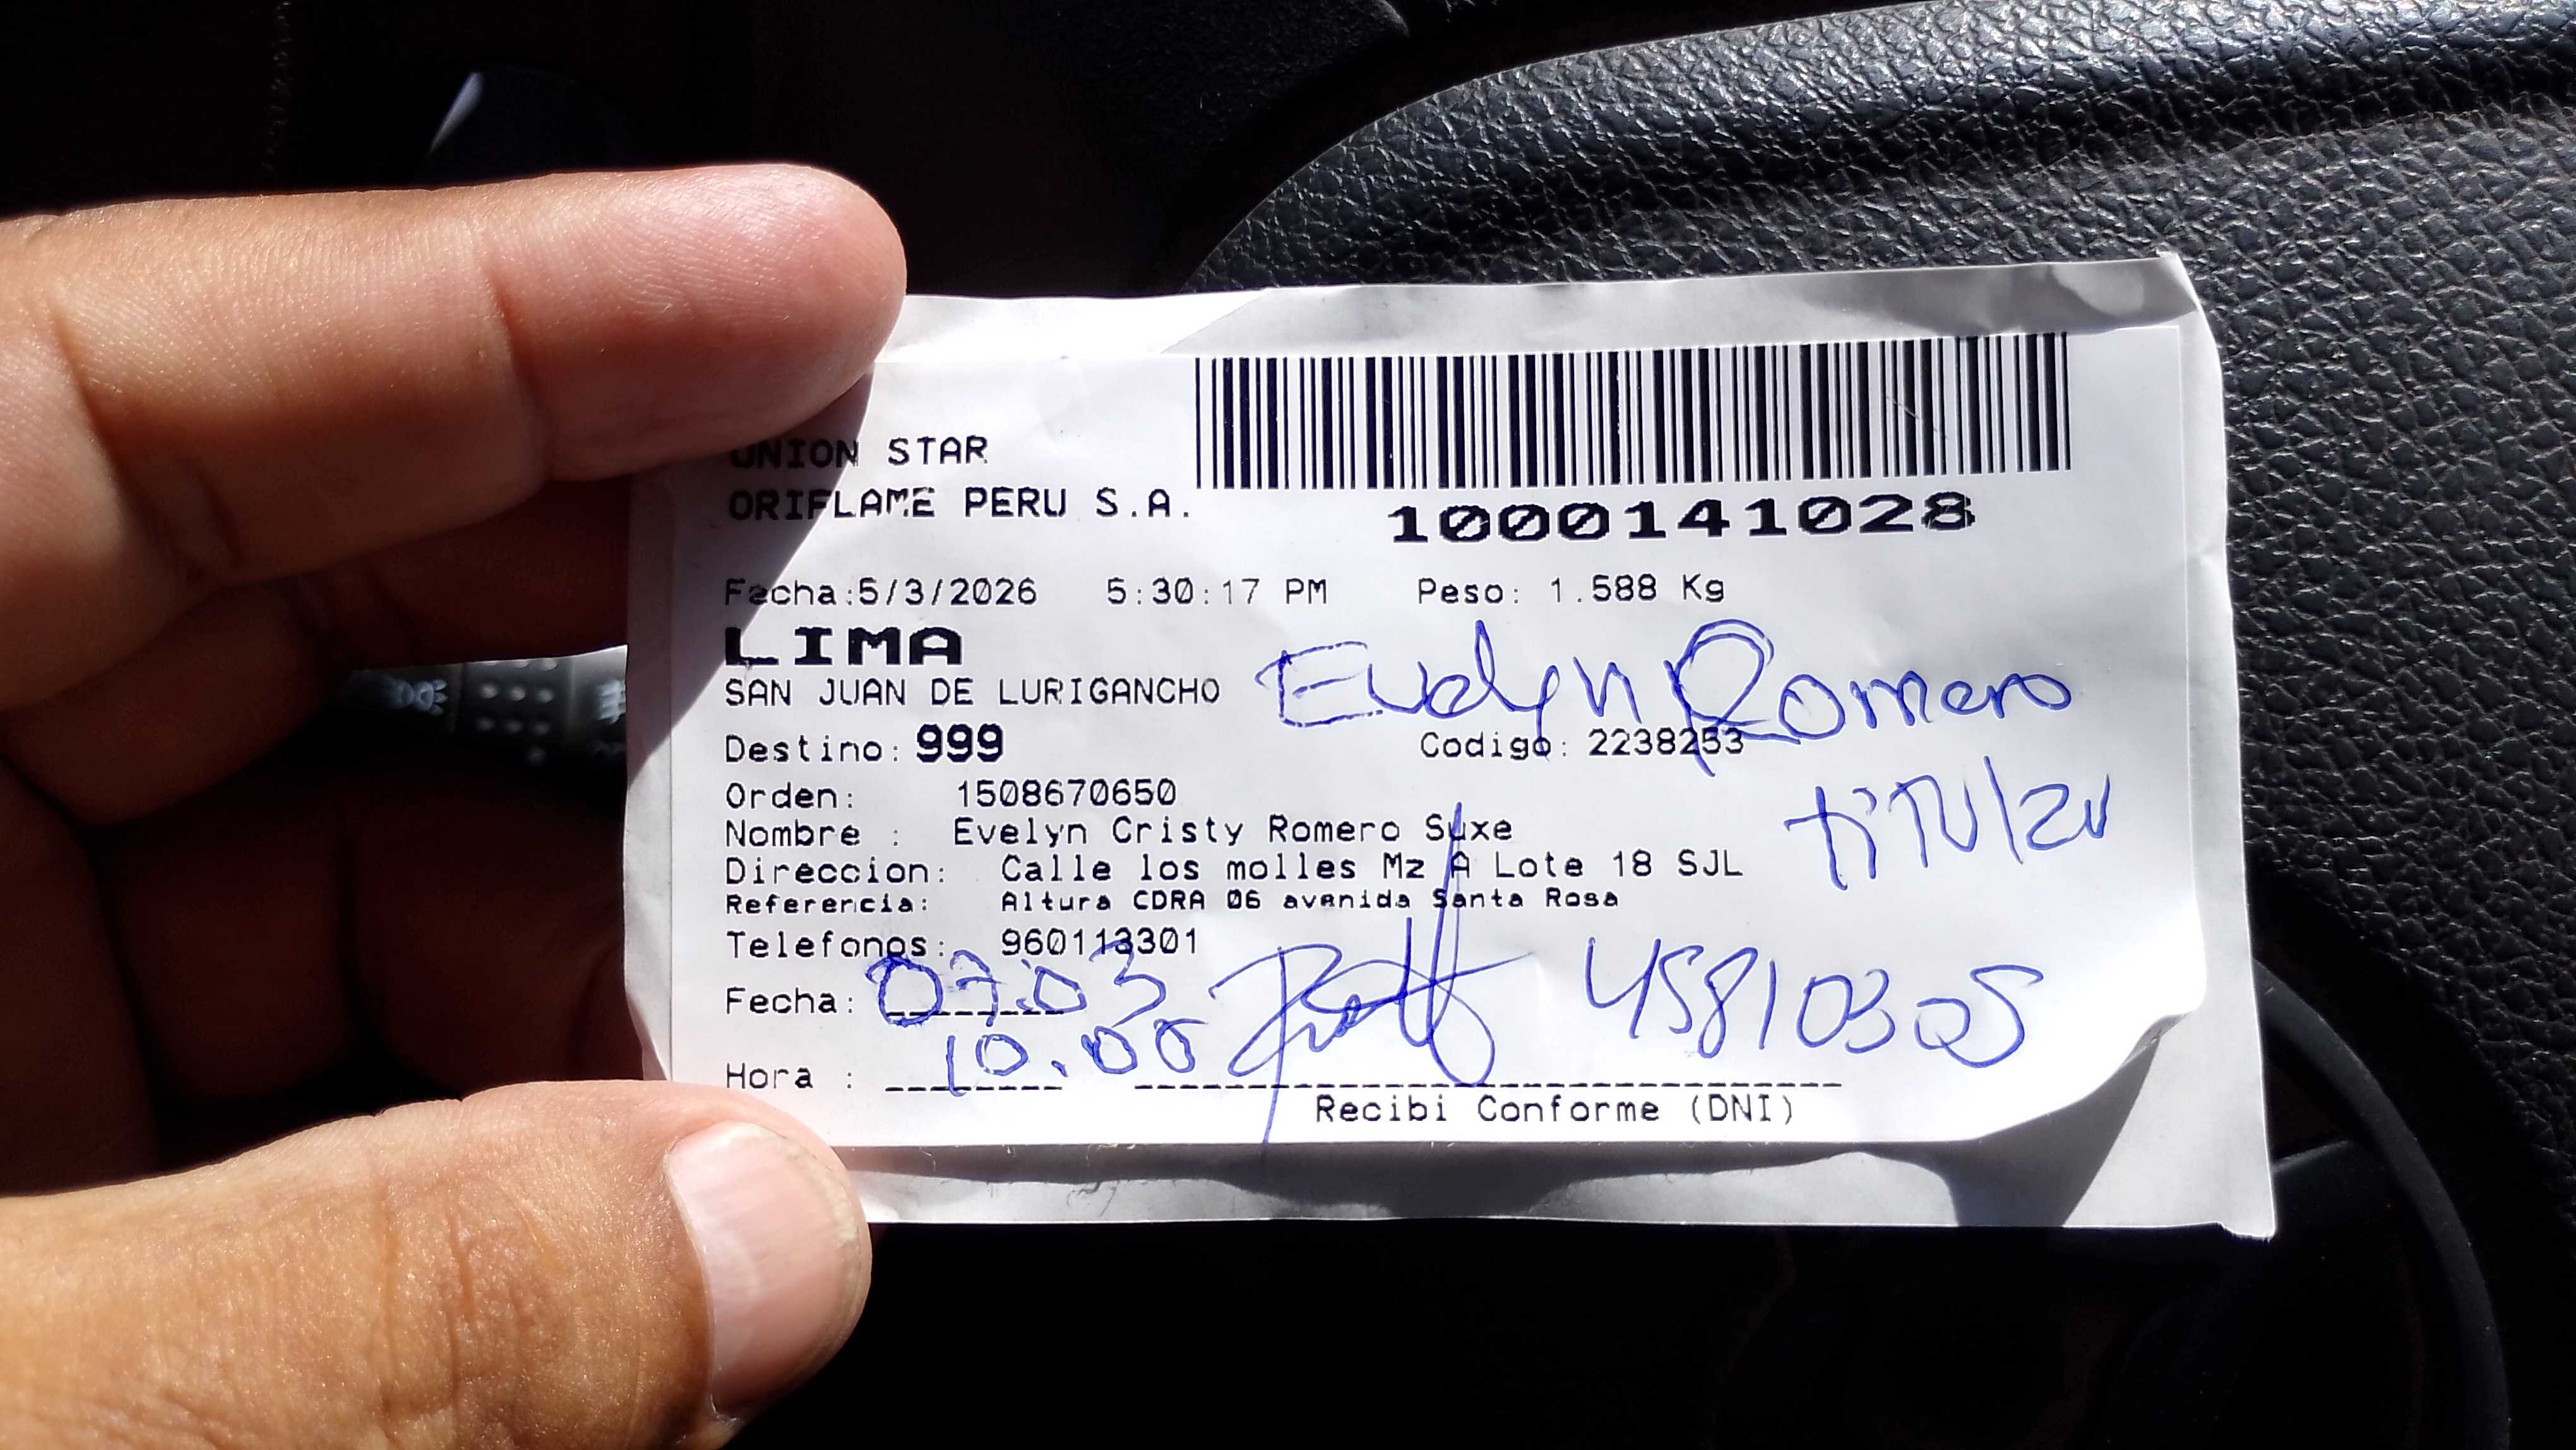 UNION STAR
ORIFLAME PERU S.A.
1000141028
Fecha:5/3/2026 5:30:17 PM Peso: 1.588 Kg
LIMA
SAN JUAN DE LURIGANCHO
Evelyn Romero
Destino: 999 Codigo: 2238253
Orden: 1508670650
Nombre : Evelyn Cristy Romero Suxe
Direccion: Calle los molles Mz A Lote 18 SJL
Referencia: Altura CDRA 06 avenida Santa Rosa
Telefonos: 960113301
Fecha: 07.03
45810305
Hora : 10.00
Recibi Conforme (DNI)